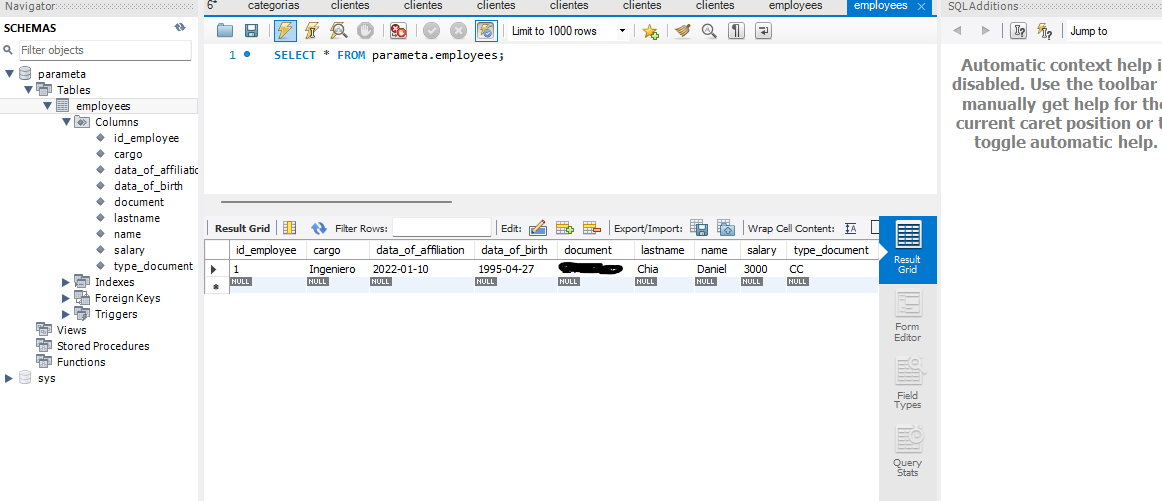 Navigator
SCHEMAS
Filter objects
parameta
Tables
employees
Columns
id_employee
cargo
data_of_affiliatic
data_of_birth
document
lastname
name
salary
type_document
Indexes
Foreign Keys
Triggers
Views
Stored Procedures
Functions
sys
6* categorias clientes clientes clientes clientes clientes employees employees
Limit to 1000 rows
1 SELECT * FROM parameta.employees;
Result Grid Filter Rows: Edit: Export/Import: Wrap Cell Content:
id_employee cargo data_of_affiliation data_of_birth document lastname name salary type_document
1 Ingeniero 2022-01-10 1995-04-27 Chia Daniel 3000 CC
NULL NULL NULL NULL NULL NULL NULL NULL NULL
Result
Grid
Form
Editor
Field
Types
Query
Stats
SQLAdditions
Jump to
Automatic context help i
disabled. Use the toolbar
manually get help for the
current caret position or t
toggle automatic help.